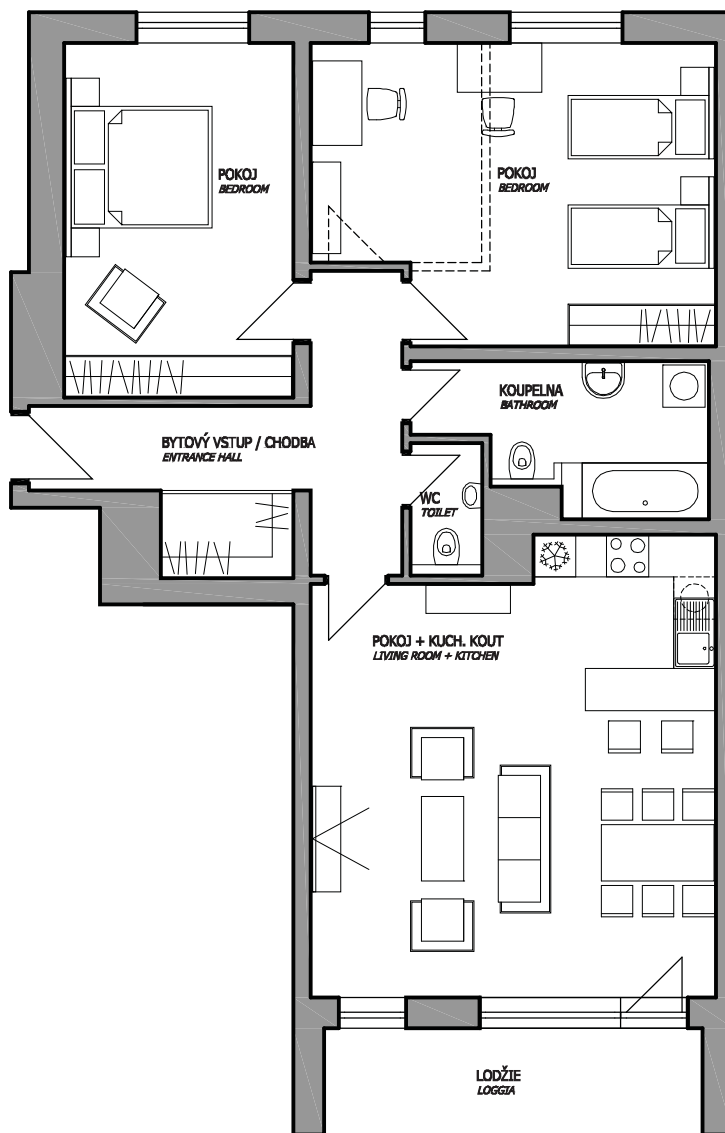 POKOJ
BEDROOM
POKOJ
BEDROOM
KOUPELNA
BATHROOM
BYTOVÝ VSTUP / CHODBA
ENTRANCE HALL
WC
TOILET
POKOJ + KUCH. KOUT
LIVING ROOM + KITCHEN
LODŽIE
LOGGIA